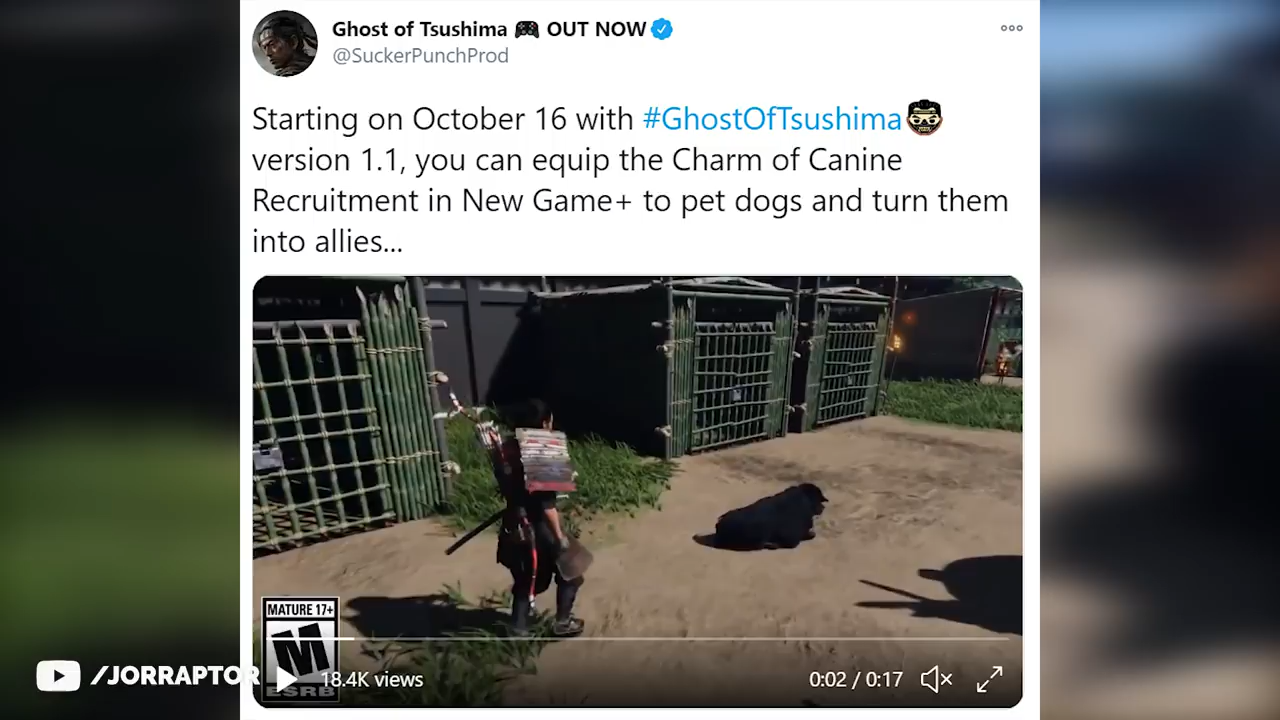 Ghost of Tsushima 🎮 OUT NOW
@SuckerPunchProd
Starting on October 16 with #GhostOfTsushima
version 1.1, you can equip the Charm of Canine
Recruitment in New Game+ to pet dogs and turn them
into allies...
MATURE 17+
M
ESRB
/JORRAPTOR
18.4K views
0:02 / 0:17